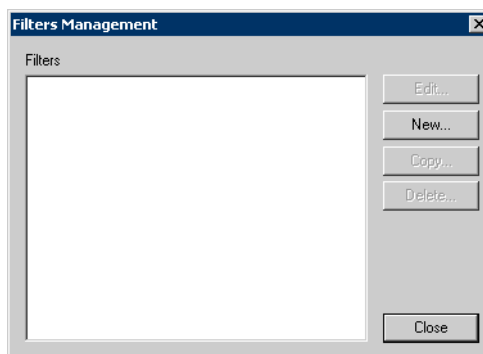 Filters Management
Filters
Edit...
New...
Copy...
Delete...
Close